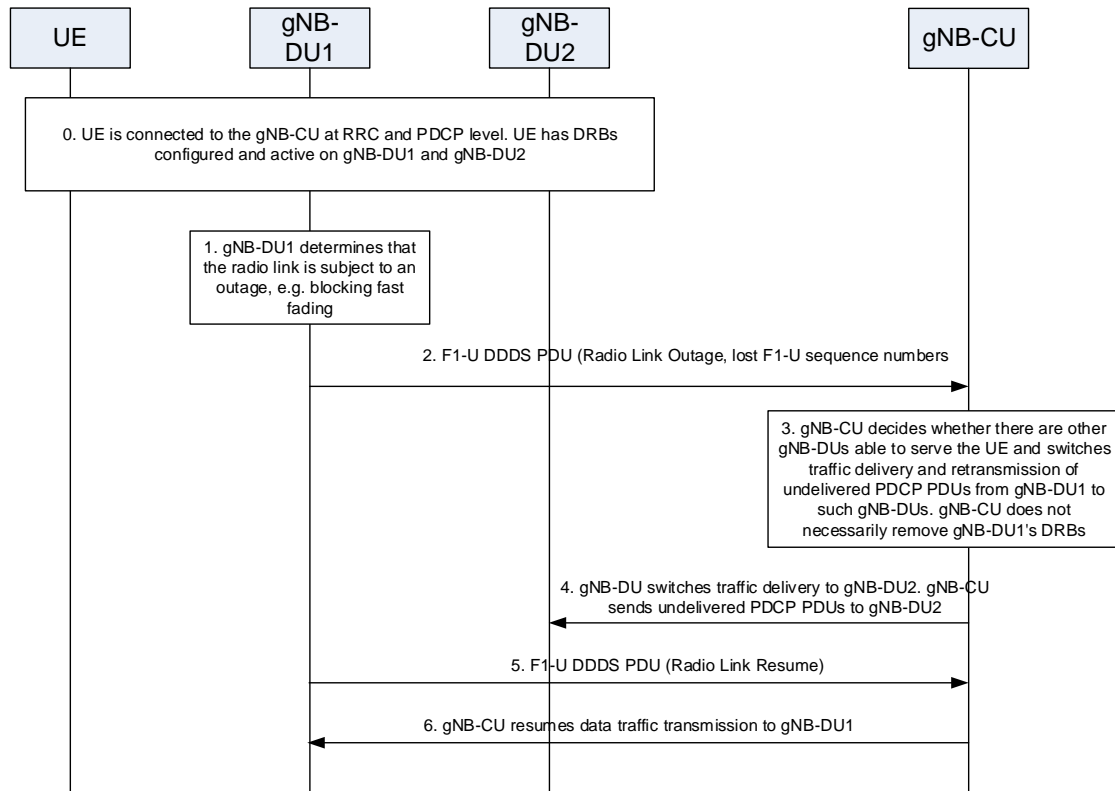 UE
gNB-
DU1
gNB-
DU2
gNB-CU
0. UE is connected to the gNB-CU at RRC and PDCP level. UE has DRBs
configured and active on gNB-DU1 and gNB-DU2
1. gNB-DU1 determines that
the radio link is subject to an
outage, e.g. blocking fast
fading
2. F1-U DDDS PDU (Radio Link Outage, lost F1-U sequence numbers
3. gNB-CU decides whether there are other
gNB-DUs able to serve the UE and switches
traffic delivery and retransmission of
undelivered PDCP PDUs from gNB-DU1 to
such gNB-DUs. gNB-CU does not
necessarily remove gNB-DU1's DRBs
4. gNB-DU switches traffic delivery to gNB-DU2. gNB-CU
sends undelivered PDCP PDUs to gNB-DU2
5. F1-U DDDS PDU (Radio Link Resume)
6. gNB-CU resumes data traffic transmission to gNB-DU1